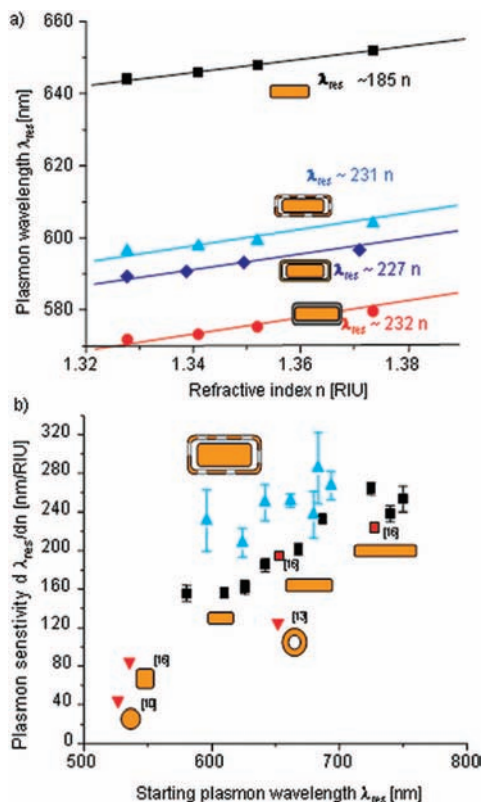 a)
660
640
620
600
580
Plasmon wavelength λres [nm]
λres ~185 n
λres ~ 231 n
λres ~ 227 n
λres ~ 232 n
1.32
1.34
1.36
1.38
Refractive index n [RIU]
b)
320
280
240
200
160
120
80
40
0
Plasmon senstivity d λres/dn [nm/RIU]
[16]
[16]
[13]
[16]
[10]
500
600
700
800
Starting plasmon wavelength λres [nm]